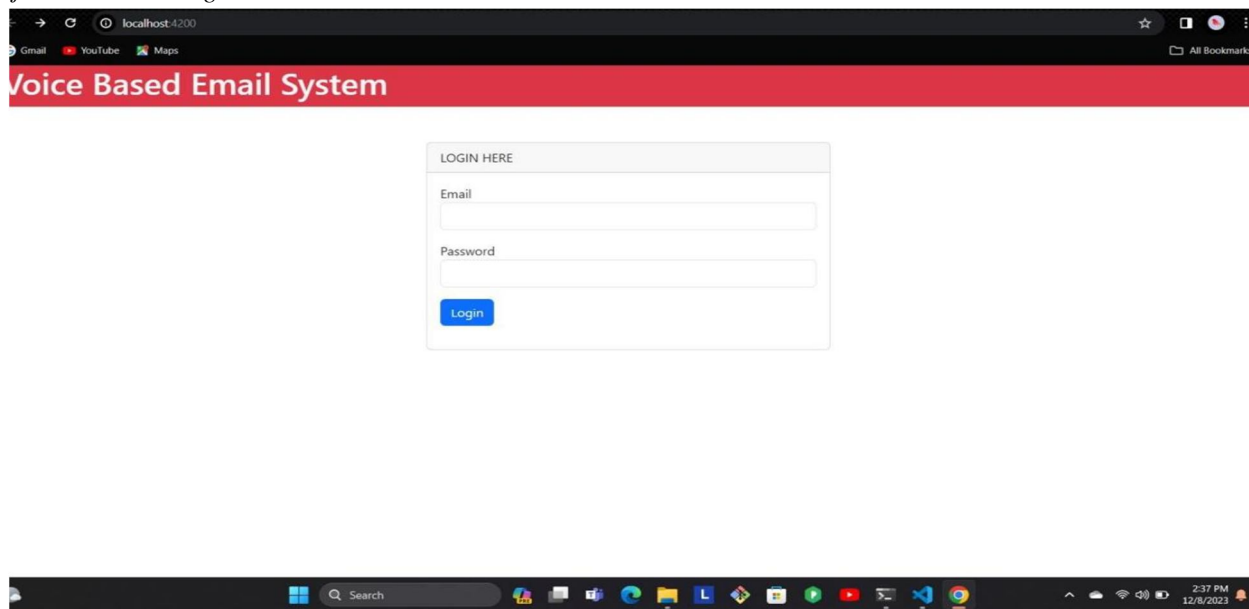 localhost:4200
Gmail YouTube Maps All Bookmark
Voice Based Email System
LOGIN HERE
Email
Password
Login
Search
2:37 PM
12/8/2023